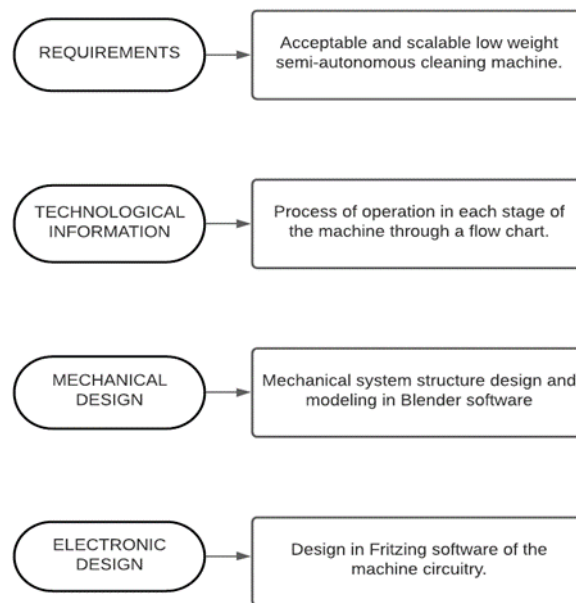 REQUIREMENTS
Acceptable and scalable low weight
semi-autonomous cleaning machine.
TECHNOLOGICAL
INFORMATION
Process of operation in each stage of
the machine through a flow chart.
MECHANICAL
DESIGN
Mechanical system structure design and
modeling in Blender software
ELECTRONIC
DESIGN
Design in Fritzing software of the
machine circuitry.